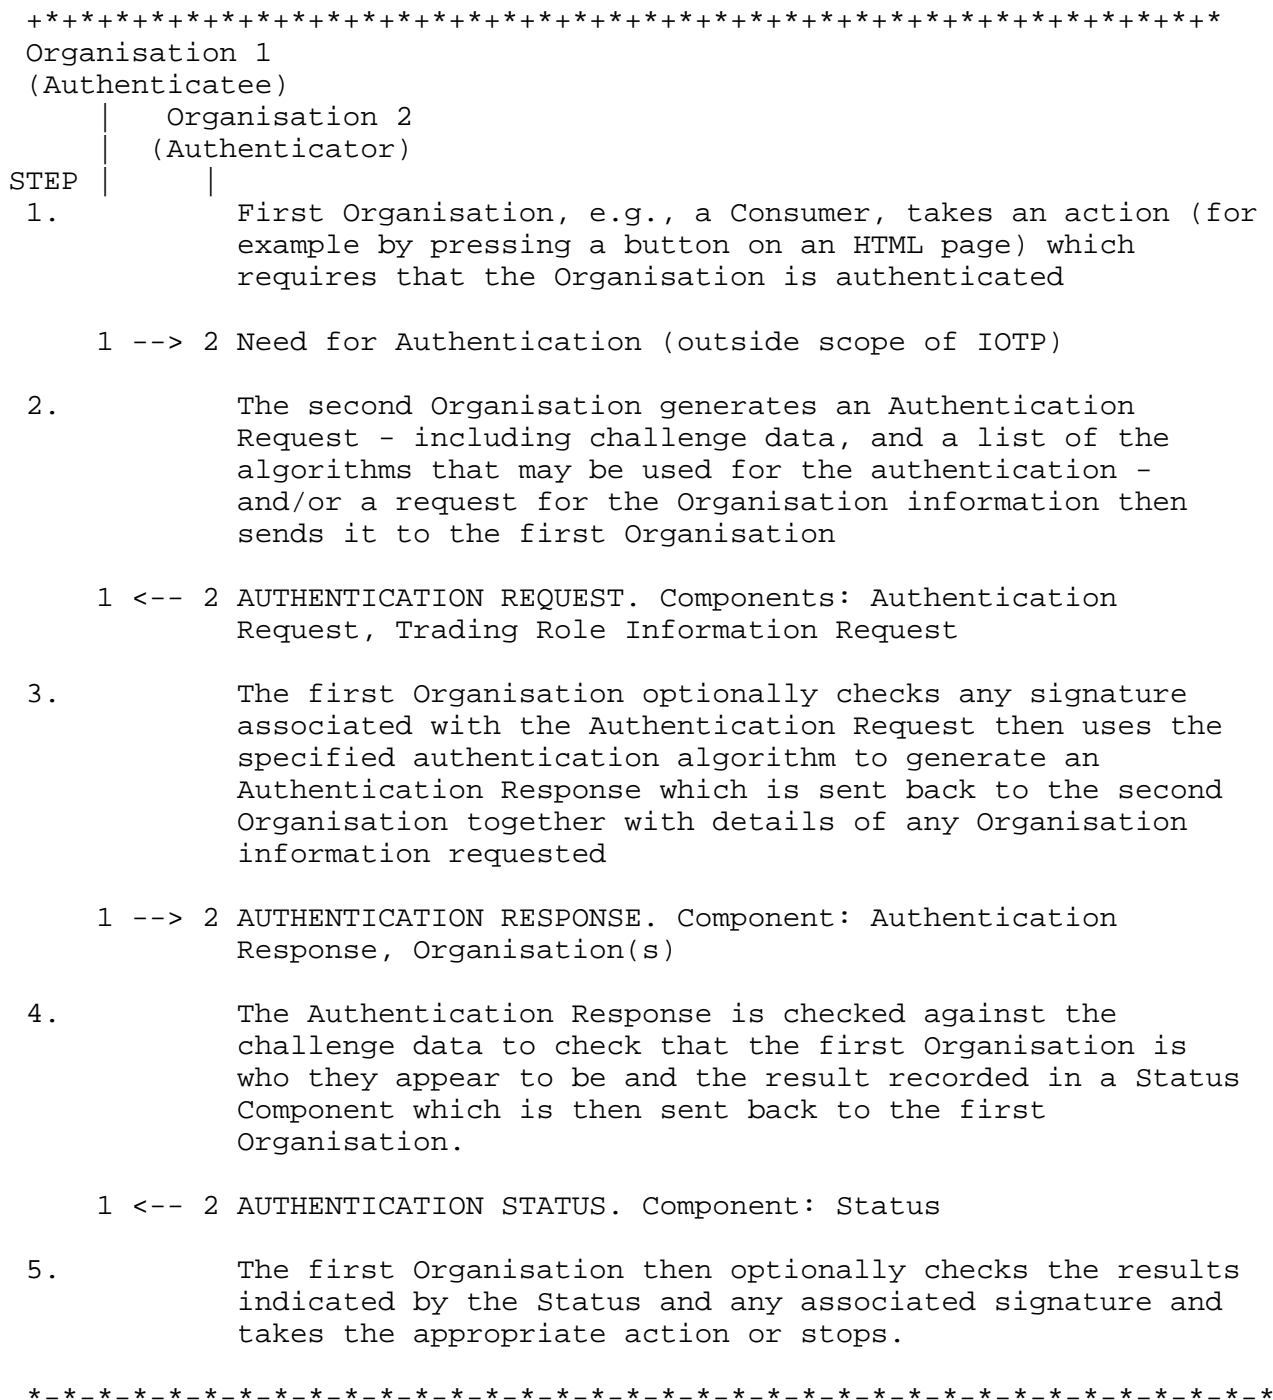 +*+*+*+*+*+*+*+*+*+*+*+*+*+*+*+*+*+*+*+*+*+*+*+*+*+*+*+*+*+*+*+*+*+*
Organisation 1
(Authenticatee)
|   Organisation 2
|  (Authenticator)
STEP |     |
1.          First Organisation, e.g., a Consumer, takes an action (for
example by pressing a button on an HTML page) which
requires that the Organisation is authenticated
1 --> 2 Need for Authentication (outside scope of IOTP)
2.          The second Organisation generates an Authentication
Request - including challenge data, and a list of the
algorithms that may be used for the authentication -
and/or a request for the Organisation information then
sends it to the first Organisation
1 <-- 2 AUTHENTICATION REQUEST. Components: Authentication
Request, Trading Role Information Request
3.          The first Organisation optionally checks any signature
associated with the Authentication Request then uses the
specified authentication algorithm to generate an
Authentication Response which is sent back to the second
Organisation together with details of any Organisation
information requested
1 --> 2 AUTHENTICATION RESPONSE. Component: Authentication
Response, Organisation(s)
4.          The Authentication Response is checked against the
challenge data to check that the first Organisation is
who they appear to be and the result recorded in a Status
Component which is then sent back to the first
Organisation.
1 <-- 2 AUTHENTICATION STATUS. Component: Status
5.          The first Organisation then optionally checks the results
indicated by the Status and any associated signature and
takes the appropriate action or stops.
*-*-*-*-*-*-*-*-*-*-*-*-*-*-*-*-*-*-*-*-*-*-*-*-*-*-*-*-*-*-*-*-*-*-*-*